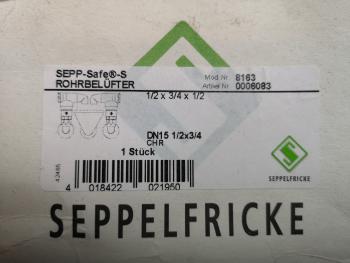 SEPP-Safe®-S
ROHRBELÜFTER
Mod Nr 8163
Artikel Nr 0006083
1/2 x 3/4 x 1/2
DN15 1/2x3/4
CHR
1 Stück
42485
4 018422 021950
S
SEPPELFRICKE
SEPPELFRICKE